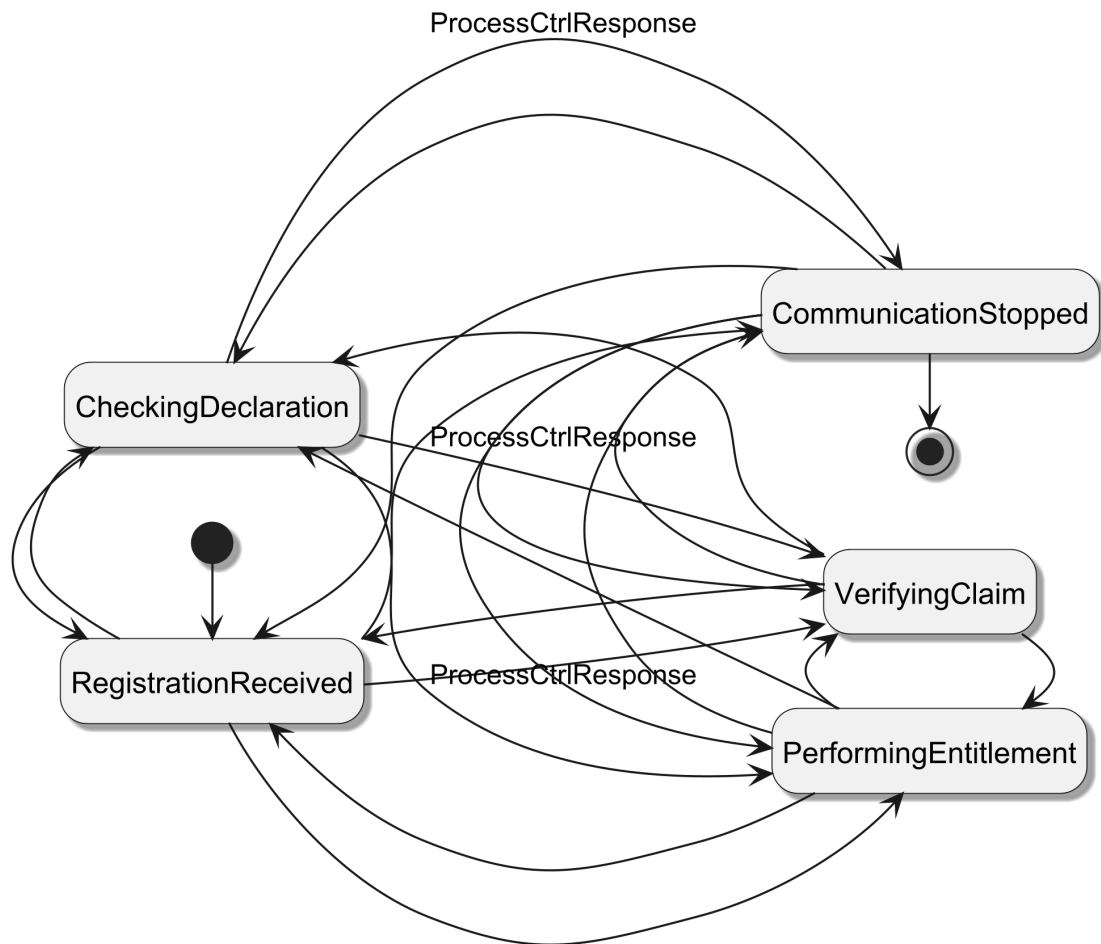 ProcessCtrlResponse
CommunicationStopped
CheckingDeclaration
ProcessCtrlResponse
VerifyingClaim
RegistrationReceived
ProcessCtrlResponse
PerformingEntitlement